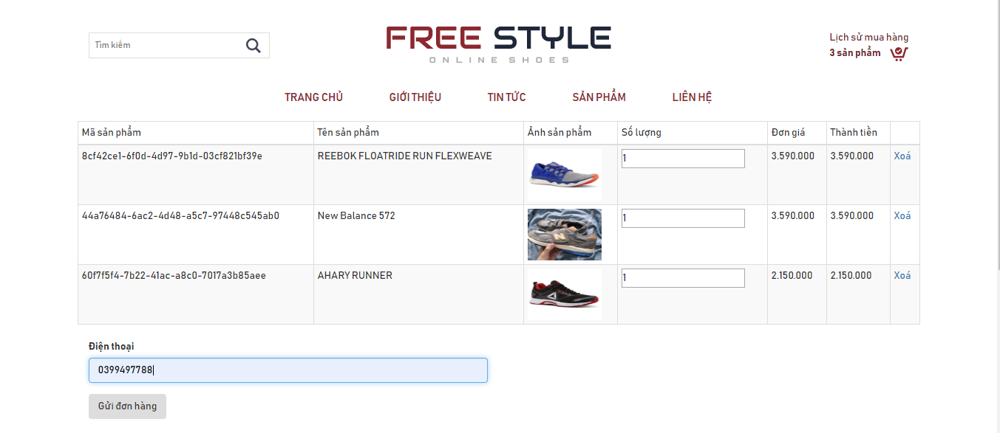 Tìm kiếm
FREE STYLE
ONLINE SHOES
Lịch sử mua hàng
3 sản phẩm
TRANG CHỦ GIỚI THIỆU TIN TỨC SẢN PHẨM LIÊN HỆ
Mã sản phẩm Tên sản phẩm Ảnh sản phẩm Số lượng Đơn giá Thành tiền
8cf42ce1-6f0d-4d97-9b1d-03cf821bf39e REEBOK FLOATRIDE RUN FLEXWEAVE 1 3.590.000 3.590.000 Xoá
44a76484-6ac2-4d48-a5c7-97448c545ab0 New Balance 572 1 3.590.000 3.590.000 Xoá
60f7f5f4-7b22-41ac-a8c0-7017a3b85aee AHARY RUNNER 1 2.150.000 2.150.000 Xoá
Điện thoại
0399497788
Gửi đơn hàng